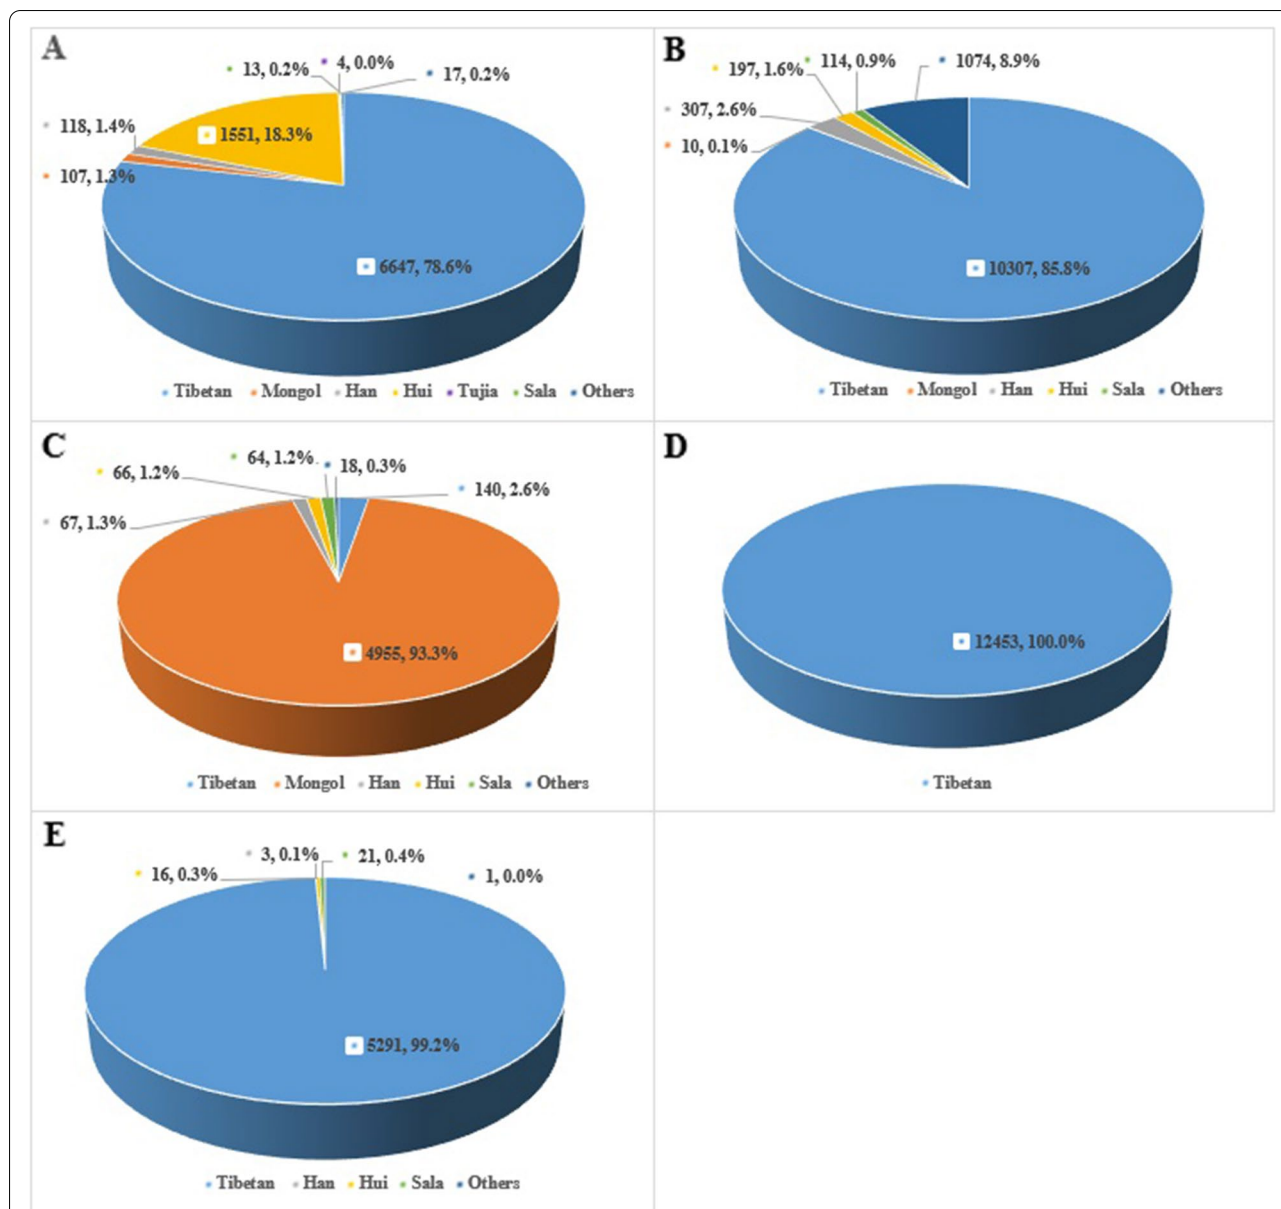 A
13, 0.2%
4, 0.0%
17, 0.2%
118, 1.4%
1551, 18.3%
107, 1.3%
6647, 78.6%
Tibetan Mongol Han Hui Tujia Sala Others
B
197, 1.6%
114, 0.9%
1074, 8.9%
307, 2.6%
10, 0.1%
10307, 85.8%
Tibetan Mongol Han Hui Sala Others
C
66, 1.2%
64, 1.2%
18, 0.3%
140, 2.6%
67, 1.3%
4955, 93.3%
Tibetan Mongol Han Hui Sala Others
D
12453, 100.0%
Tibetan
E
16, 0.3%
3, 0.1%
21, 0.4%
1, 0.0%
5291, 99.2%
Tibetan Han Hui Sala Others